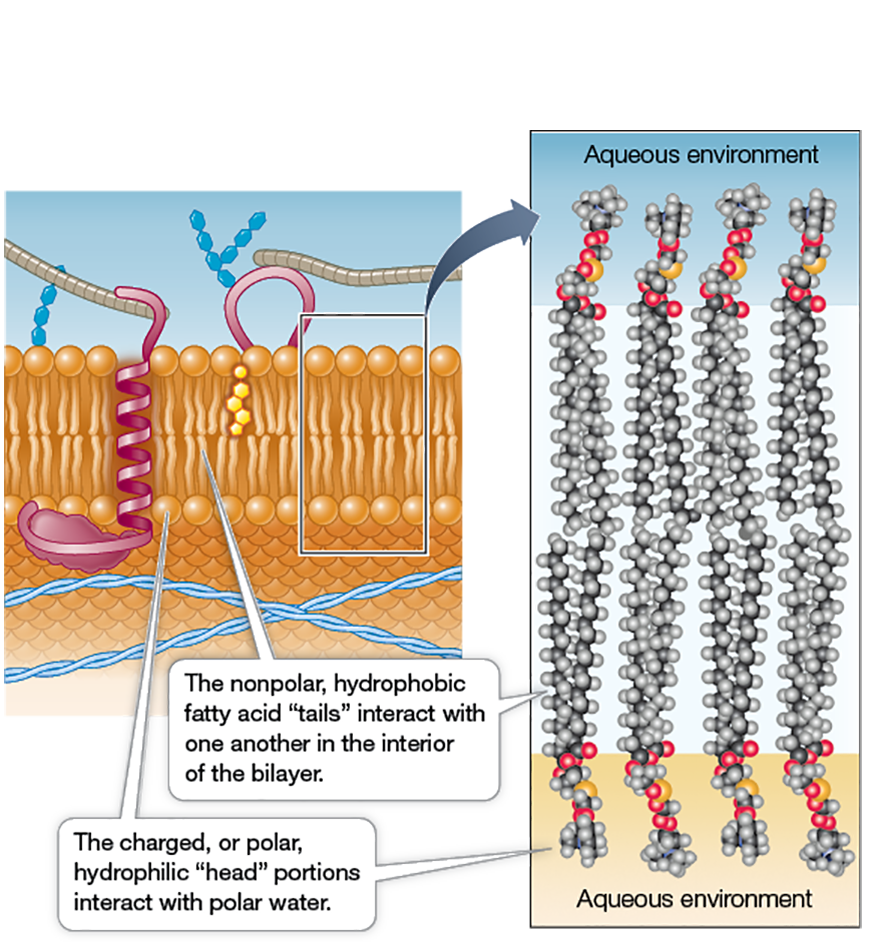 Aqueous environment
The nonpolar, hydrophobic
fatty acid “tails” interact with
one another in the interior
of the bilayer.
The charged, or polar,
hydrophilic “head” portions
interact with polar water.
Aqueous environment